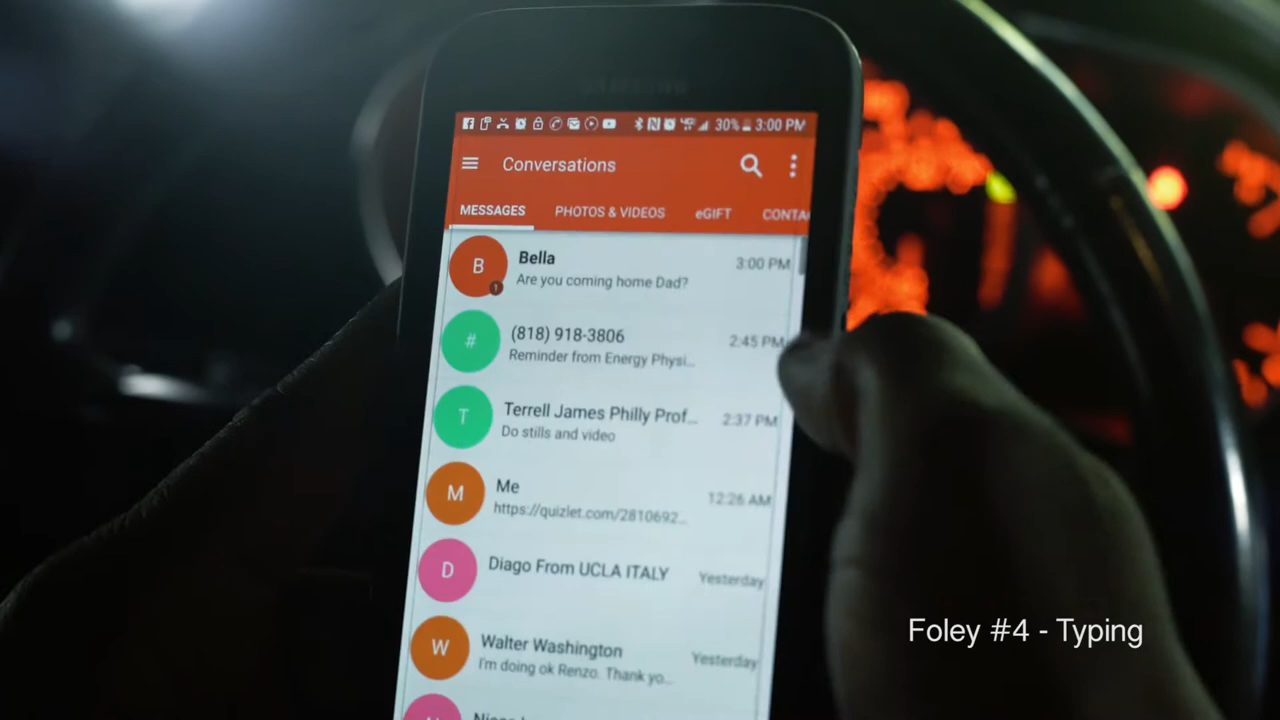 SAMSUNG
30% 3:00 PM
Conversations
MESSAGES PHOTOS & VIDEOS eGIFT CONTA
B Bella 3:00 PM
1 Are you coming home Dad?
# (818) 918-3806 2:45 PM
Reminder from Energy Physi...
T Terrell James Philly Prof... 2:37 PM
Do stills and video
M Me 12:26 AM
https://quizlet.com/2810692...
D Diago From UCLA ITALY Yesterday
W Walter Washington Yesterday
I'm doing ok Renzo. Thank yo...
Foley #4 - Typing